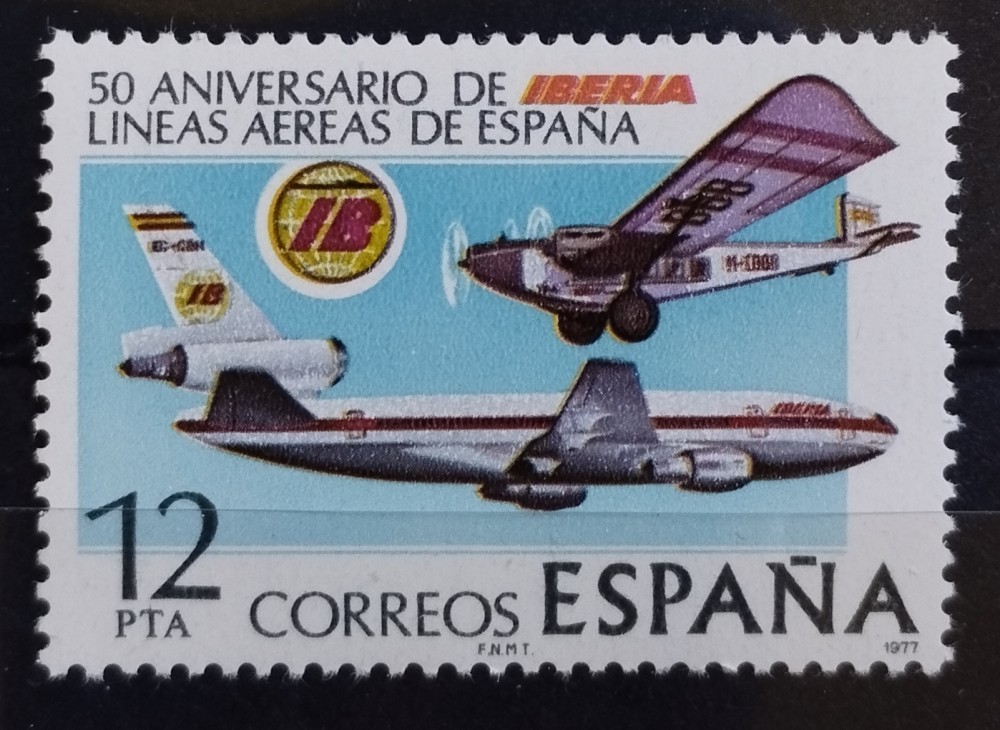 50 ANIVERSARIO DE IBERIA
LINEAS AEREAS DE ESPAÑA
IB
IB
IBERIA
12
PTA
CORREOS ESPAÑA
F.N.M.T.
1977